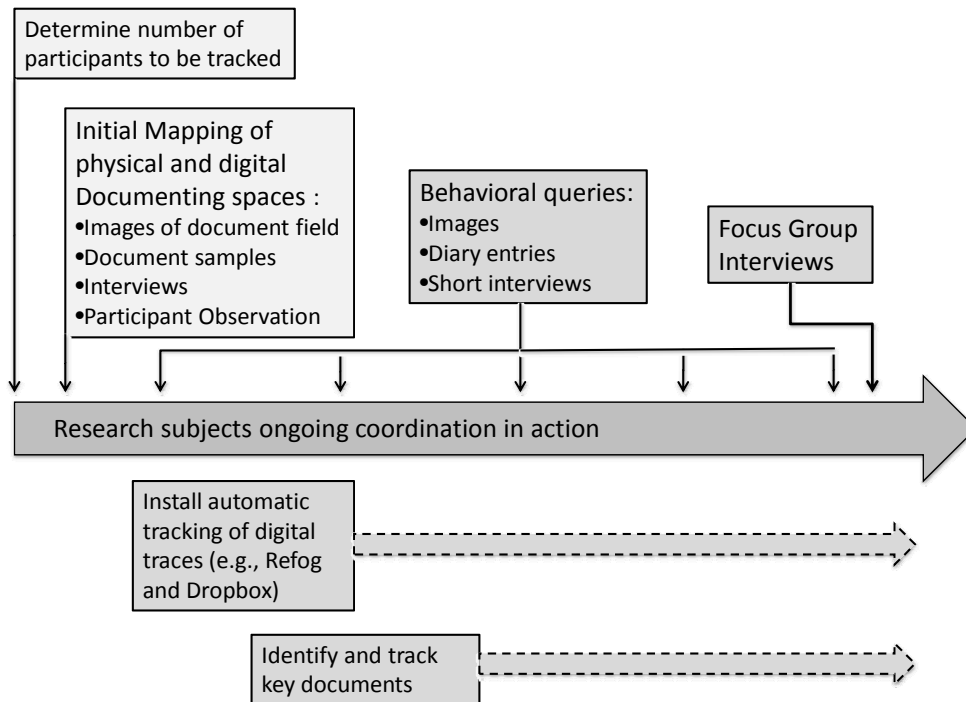 Determine number of
participants to be tracked
Initial Mapping of
physical and digital
Documenting spaces :
•Images of document field
•Document samples
•Interviews
•Participant Observation
Behavioral queries:
•Images
•Diary entries
•Short interviews
Focus Group
Interviews
Research subjects ongoing coordination in action
Install automatic
tracking of digital
traces (e.g., Refog
and Dropbox)
Identify and track
key documents